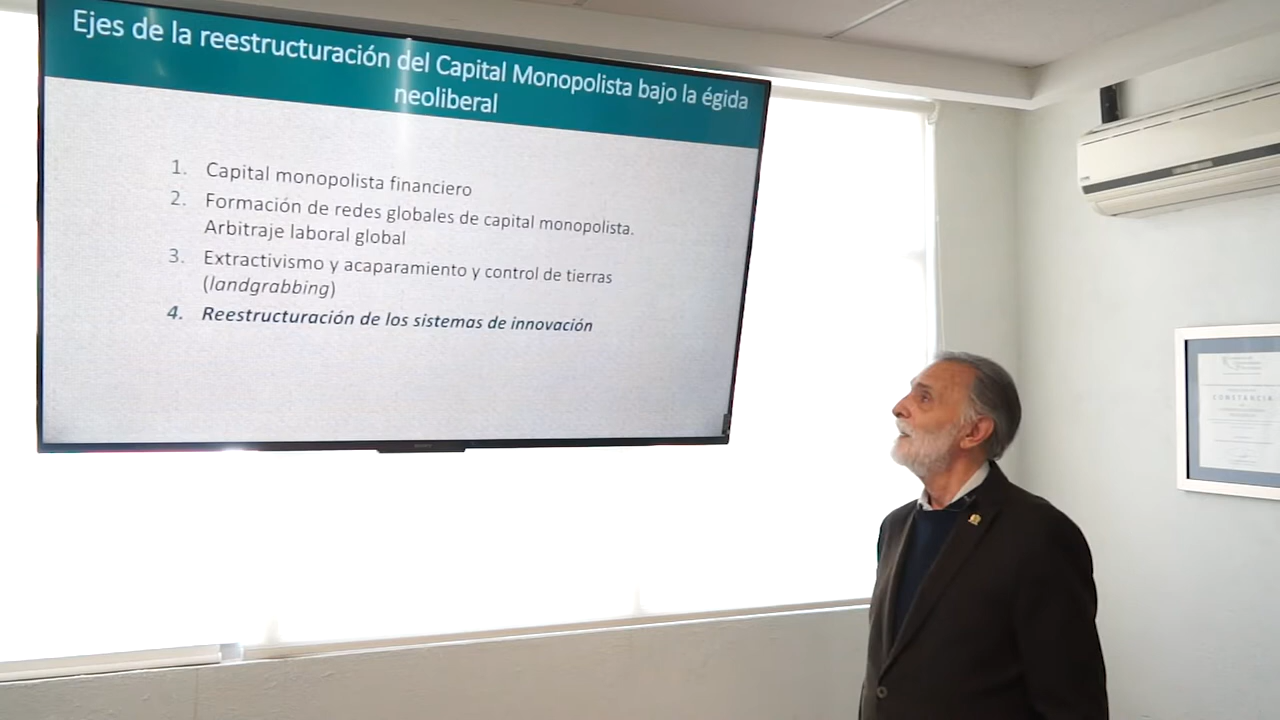 Ejes de la reestructuración del Capital Monopolista bajo la égida
neoliberal
1. Capital monopolista financiero
2. Formación de redes globales de capital monopolista.
Arbitraje laboral global
3. Extractivismo y acaparamiento y control de tierras
(landgrabbing)
4. Reestructuración de los sistemas de innovación
CONSTANCIA